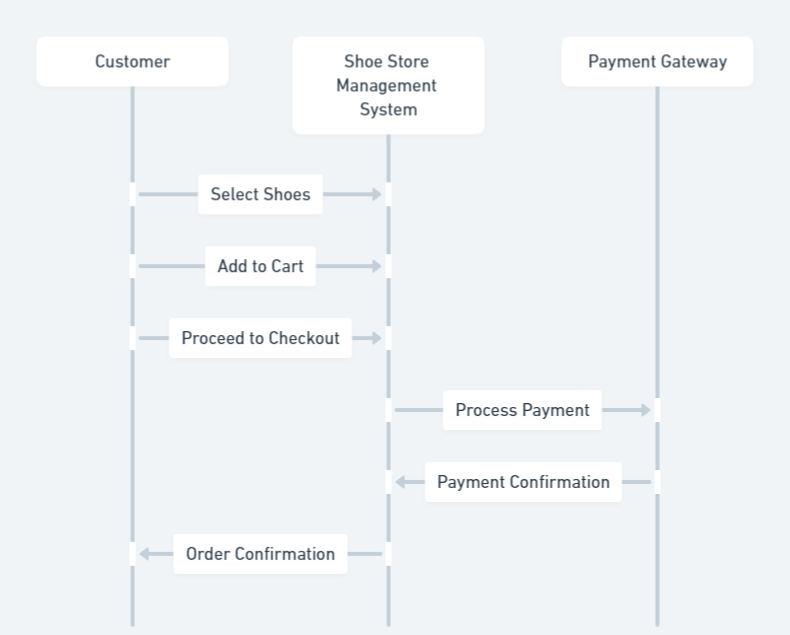 Customer
Shoe Store
Management
System
Payment Gateway
Select Shoes
Add to Cart
Proceed to Checkout
Process Payment
Payment Confirmation
Order Confirmation